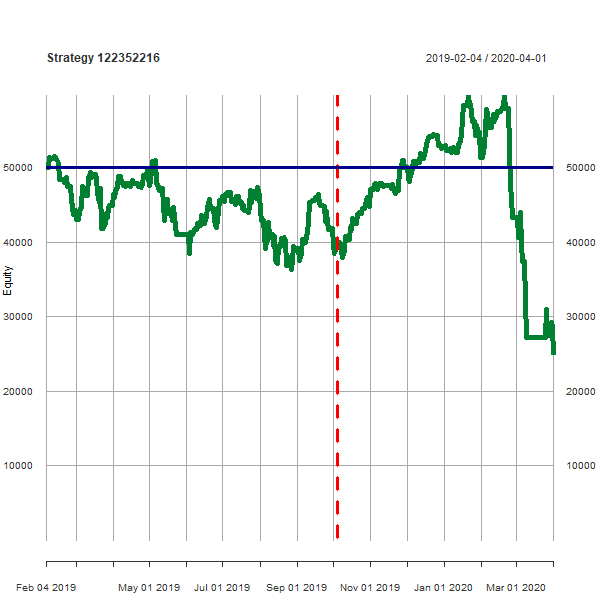 Strategy 122352216
2019-02-04 / 2020-04-01
50000
50000
40000
40000
Equity
30000
30000
20000
20000
10000
10000
Feb 04 2019
May 01 2019
Jul 01 2019
Sep 01 2019
Nov 01 2019
Jan 01 2020
Mar 01 2020